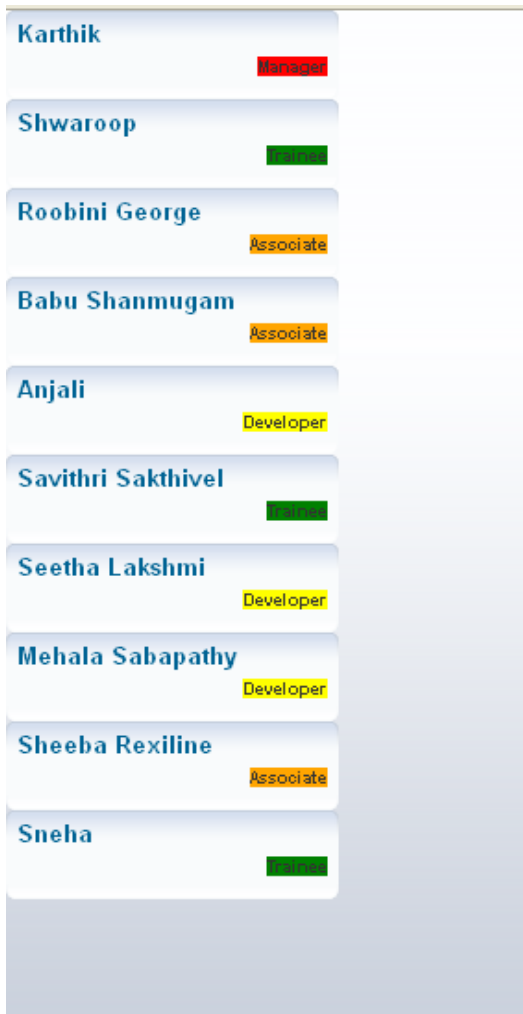 Karthik
Manager
Shwaroop
Trainee
Roobini George
Associate
Babu Shanmugam
Associate
Anjali
Developer
Savithri Sakthivel
Trainee
Seetha Lakshmi
Developer
Mehala Sabapathy
Developer
Sheeba Rexiline
Associate
Sneha
Trainee